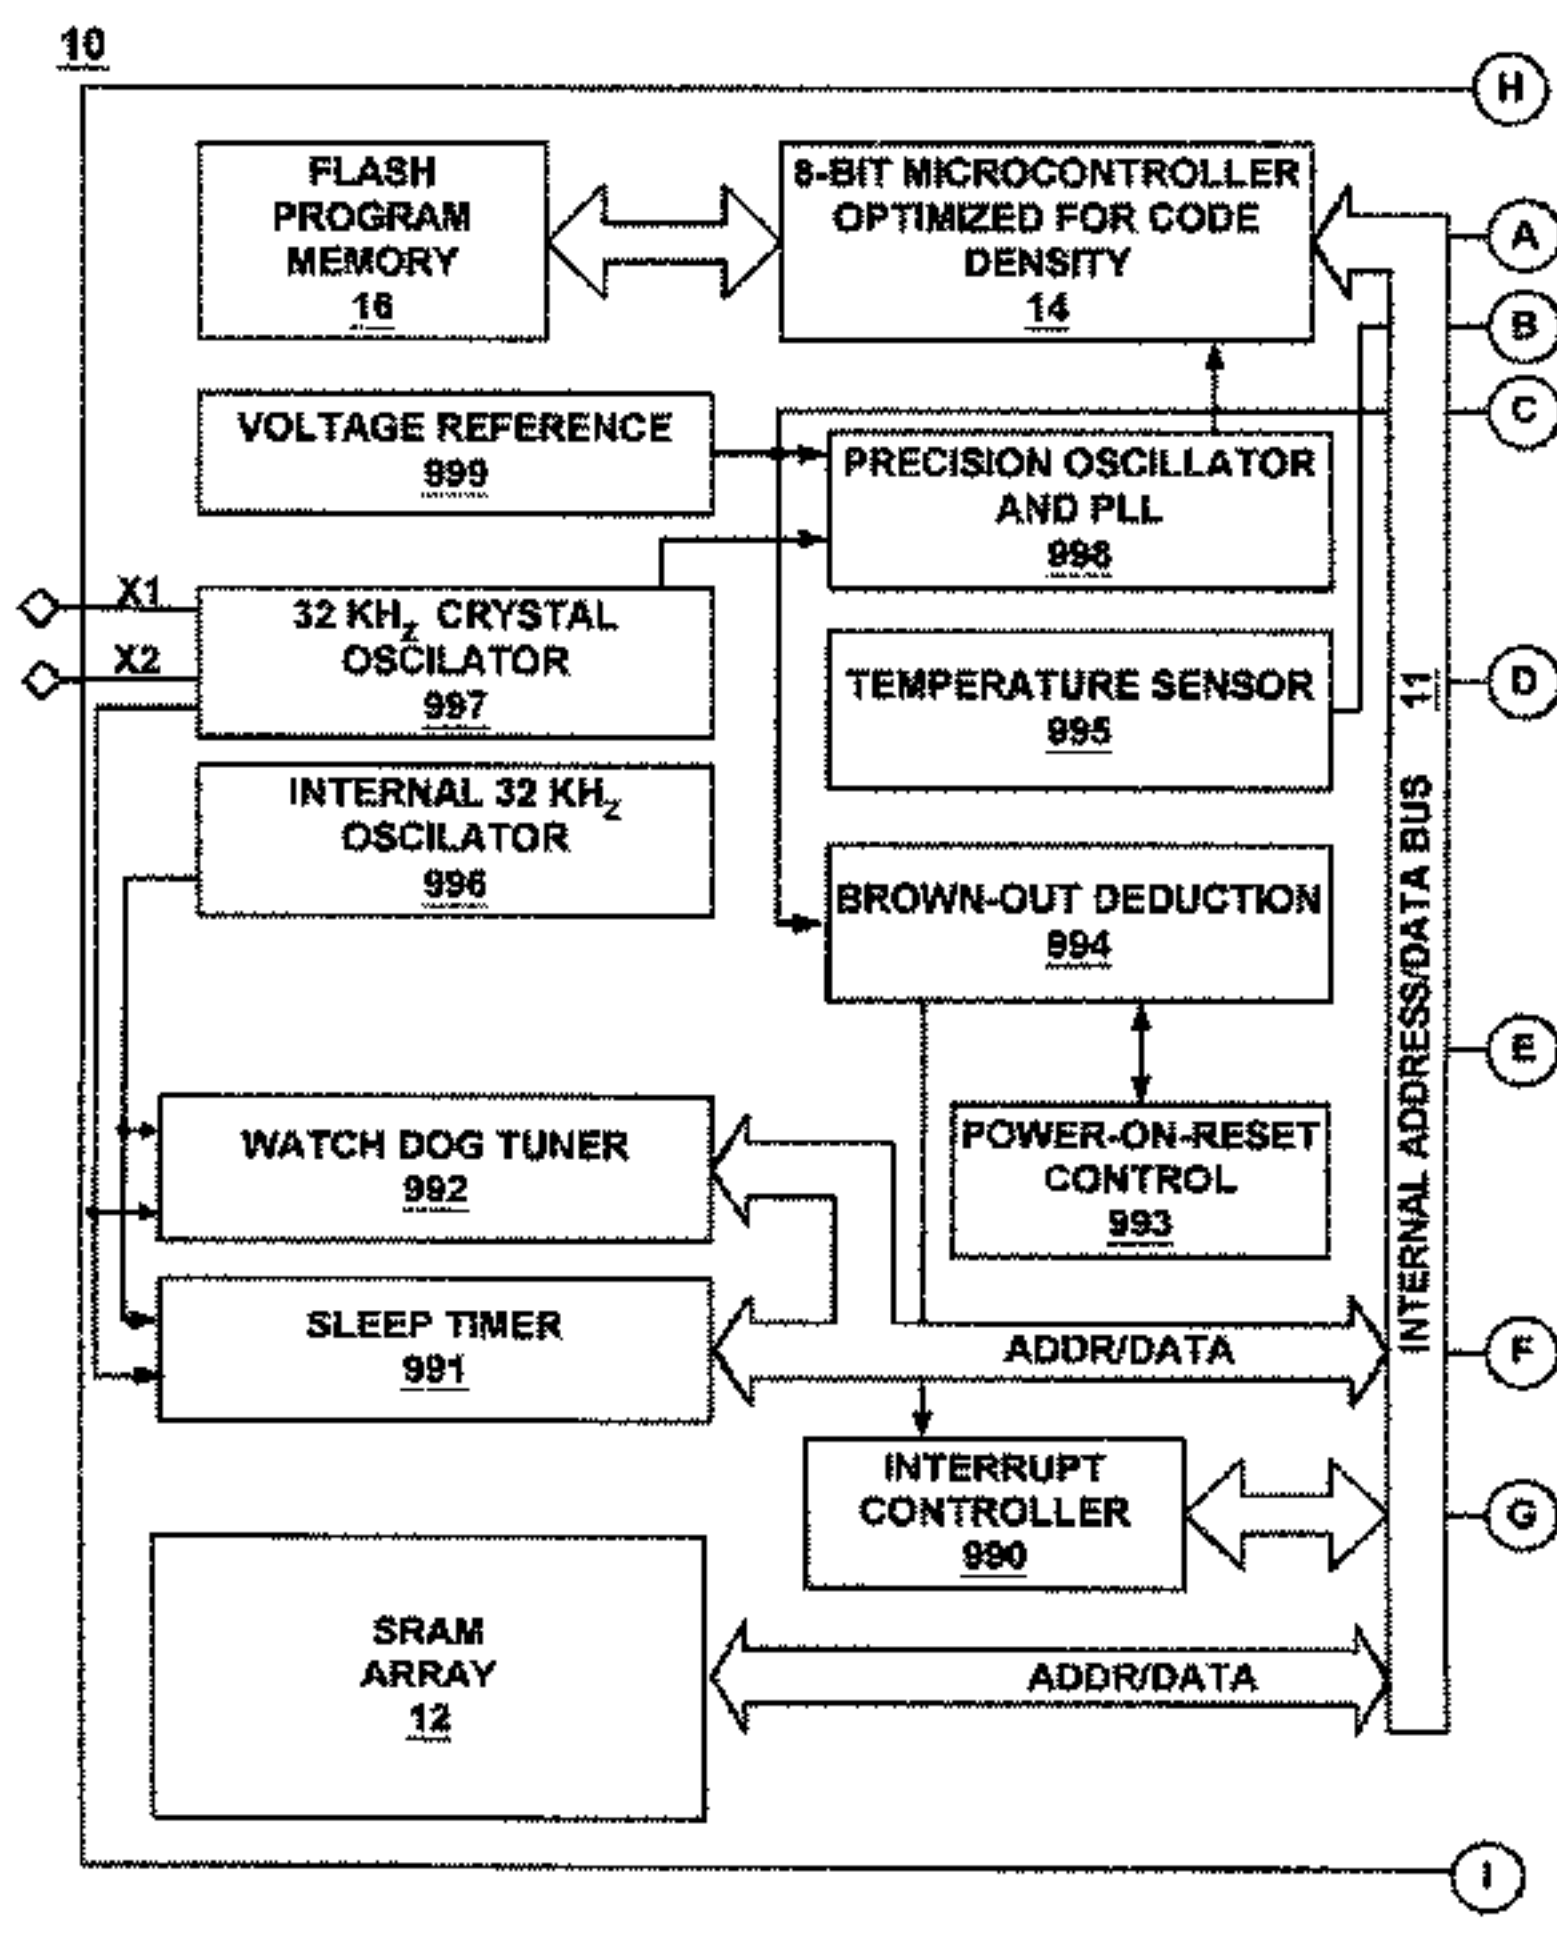 10
H
FLASH
PROGRAM
MEMORY
16
8-BIT MICROCONTROLLER
OPTIMIZED FOR CODE
DENSITY
14
A
B
C
VOLTAGE REFERENCE
999
PRECISION OSCILLATOR
AND PLL
998
X1
X2
32 KHZ CRYSTAL
OSCILATOR
997
TEMPERATURE SENSOR
995
D
INTERNAL 32 KHZ
OSCILATOR
996
BROWN-OUT DEDUCTION
994
INTERNAL ADDRESS/DATA BUS 11
E
WATCH DOG TUNER
992
POWER-ON-RESET
CONTROL
993
SLEEP TIMER
991
ADDR/DATA
F
INTERRUPT
CONTROLLER
990
G
SRAM
ARRAY
12
ADDR/DATA
I